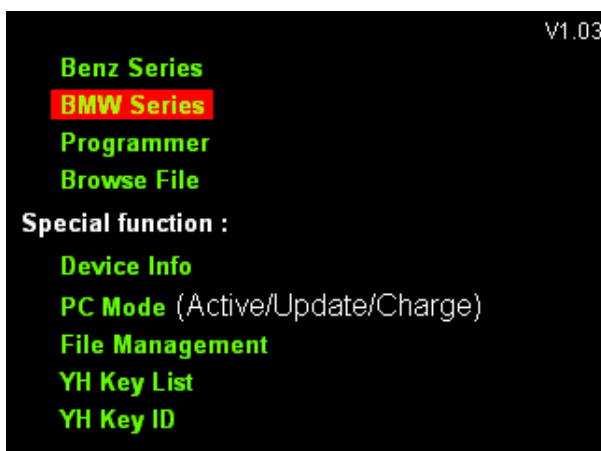 V1.03
Benz Series
BMW Series
Programmer
Browse File
Special function :
Device Info
PC Mode (Active/Update/Charge)
File Management
YH Key List
YH Key ID